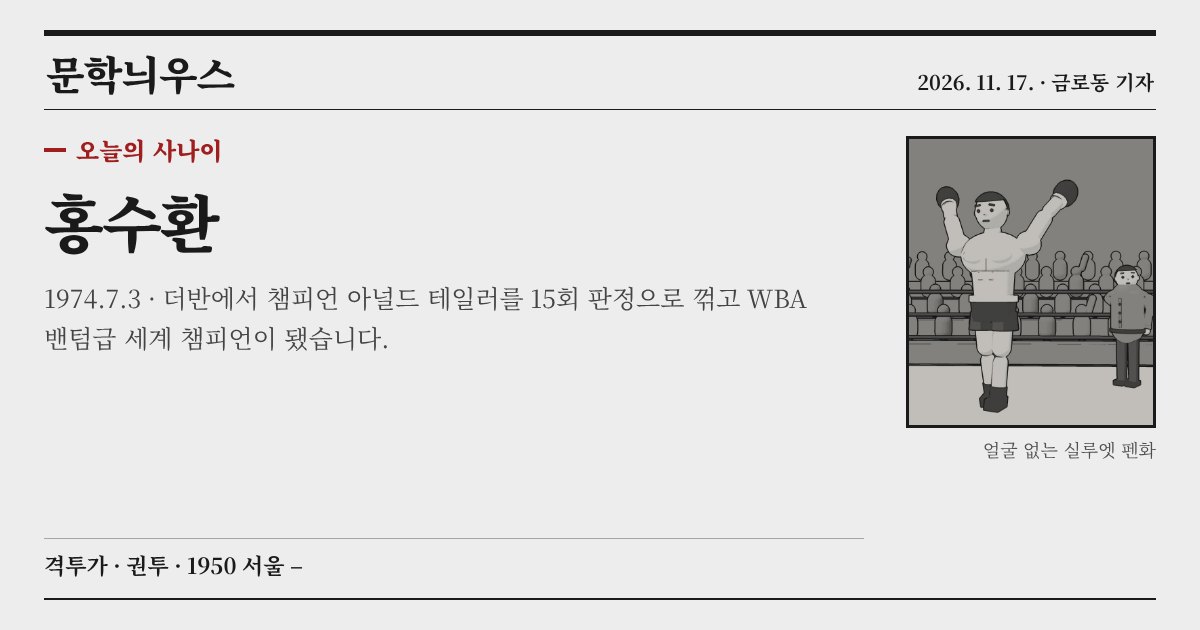 문학늬우스
2026. 11. 17. · 금로동 기자
오늘의 사나이
홍수환
1974.7.3 · 더반에서 챔피언 아널드 테일러를 15회 판정으로 꺾고 WBA
밴텀급 세계 챔피언이 됐습니다.
얼굴 없는 실루엣 펜화
격투가 · 권투 · 1950 서울 –